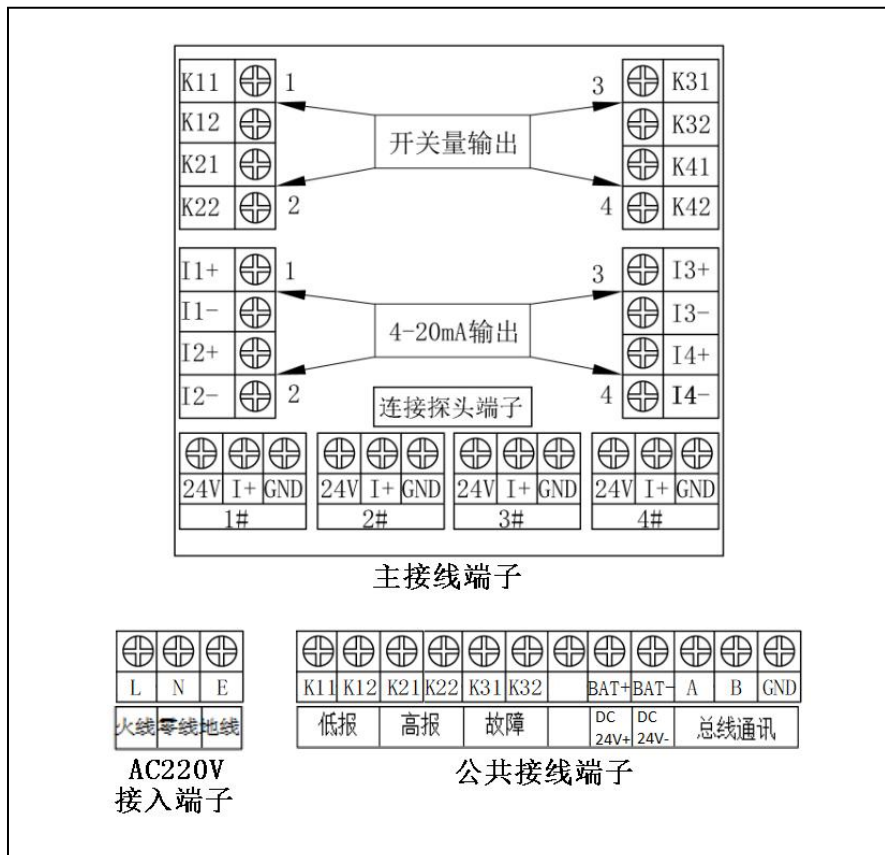 K11 1 3 K31
K12 K32
开关量输出
K21 K41
K22 2 4 K42
I1+ 1 3 I3+
I1- I3-
4-20mA输出
I2+ I4+
I2- 2 4 I4-
连接探头端子
24V I+ GND 24V I+ GND 24V I+ GND 24V I+ GND
1# 2# 3# 4#
主接线端子
L N E
火线 零线 地线
AC220V
接入端子
K11 K12 K21 K22 K31 K32 BAT+ BAT- A B GND
低报 高报 故障 DC 24V+ DC 24V- 总线通讯
公共接线端子